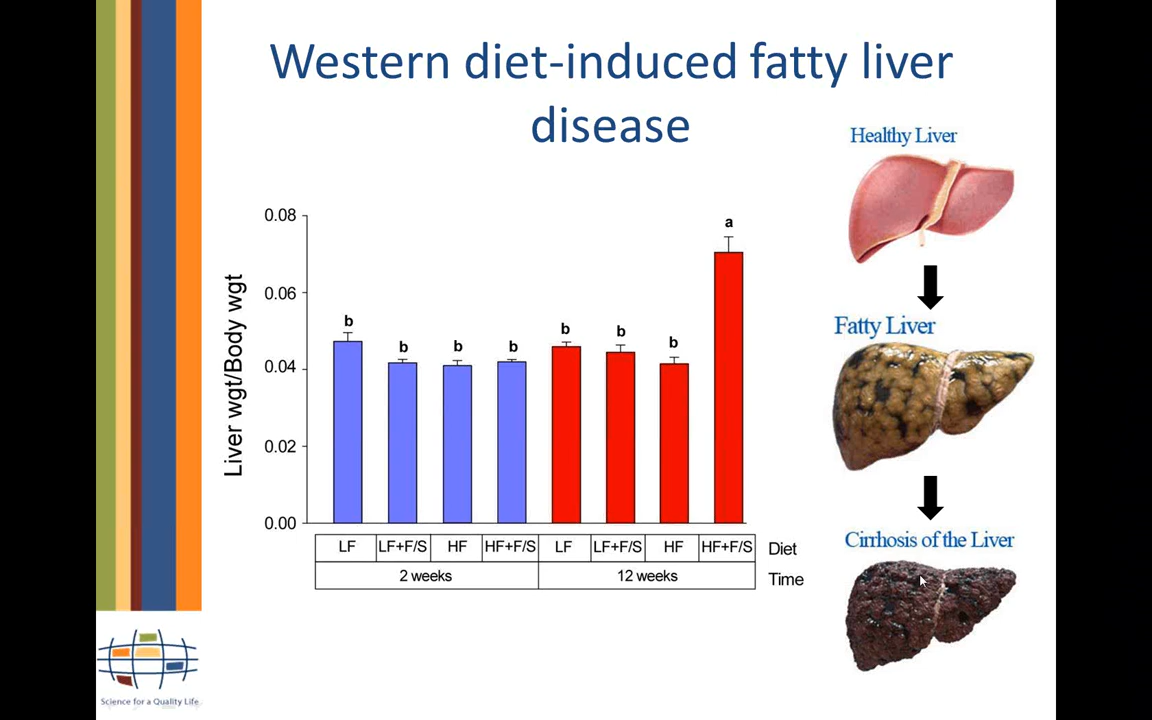 Western diet-induced fatty liver
disease
Healthy Liver
Fatty Liver
Cirrhosis of the Liver
Liver wgt/Body wgt
0.08
0.06
0.04
0.02
0.00
b
b
b
b
b
b
b
a
LF LF+F/S HF HF+F/S LF LF+F/S HF HF+F/S Diet
2 weeks 12 weeks Time
Science for a Quality Life